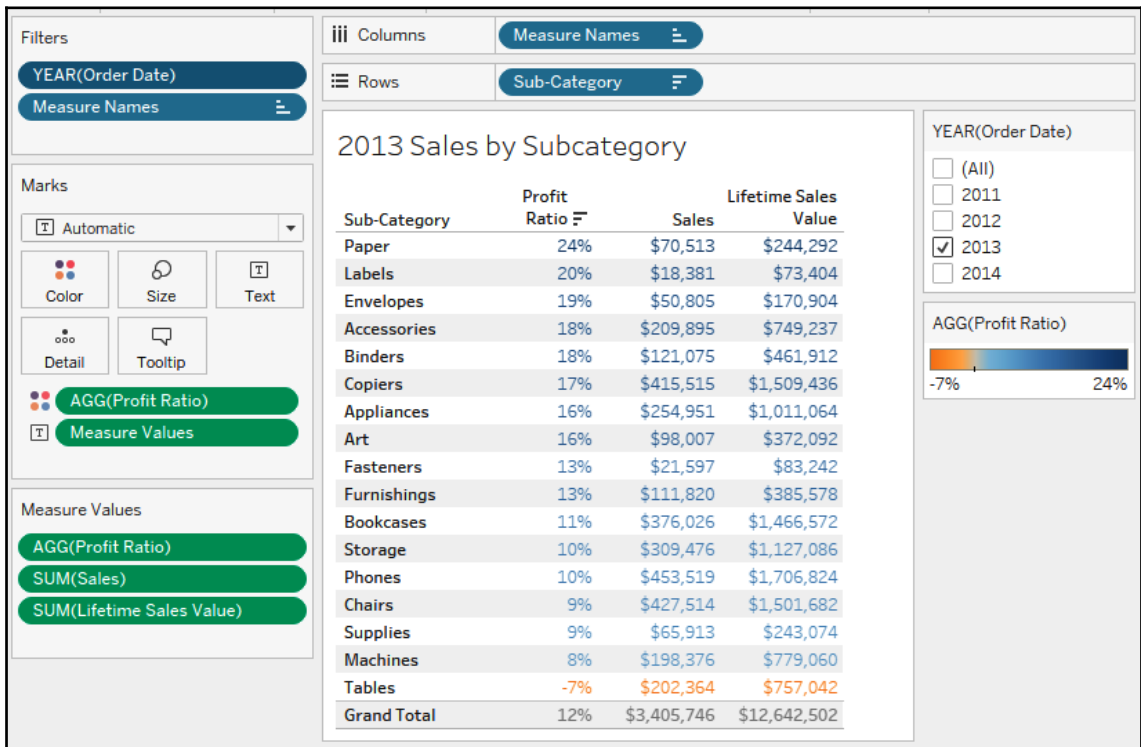 Filters
YEAR(Order Date)
Measure Names
Marks
T Automatic
Color Size T Text
Detail Tooltip
AGG(Profit Ratio)
T Measure Values
Measure Values
AGG(Profit Ratio)
SUM(Sales)
SUM(Lifetime Sales Value)
iii Columns Measure Names
Rows Sub-Category
2013 Sales by Subcategory
Profit Lifetime Sales
Sub-Category Ratio Sales Value
Paper 24% $70,513 $244,292
Labels 20% $18,381 $73,404
Envelopes 19% $50,805 $170,904
Accessories 18% $209,895 $749,237
Binders 18% $121,075 $461,912
Copiers 17% $415,515 $1,509,436
Appliances 16% $254,951 $1,011,064
Art 16% $98,007 $372,092
Fasteners 13% $21,597 $83,242
Furnishings 13% $111,820 $385,578
Bookcases 11% $376,026 $1,466,572
Storage 10% $309,476 $1,127,086
Phones 10% $453,519 $1,706,824
Chairs 9% $427,514 $1,501,682
Supplies 9% $65,913 $243,074
Machines 8% $198,376 $779,060
Tables -7% $202,364 $757,042
Grand Total 12% $3,405,746 $12,642,502
YEAR(Order Date)
(All)
2011
2012
2013
2014
AGG(Profit Ratio)
-7% 24%